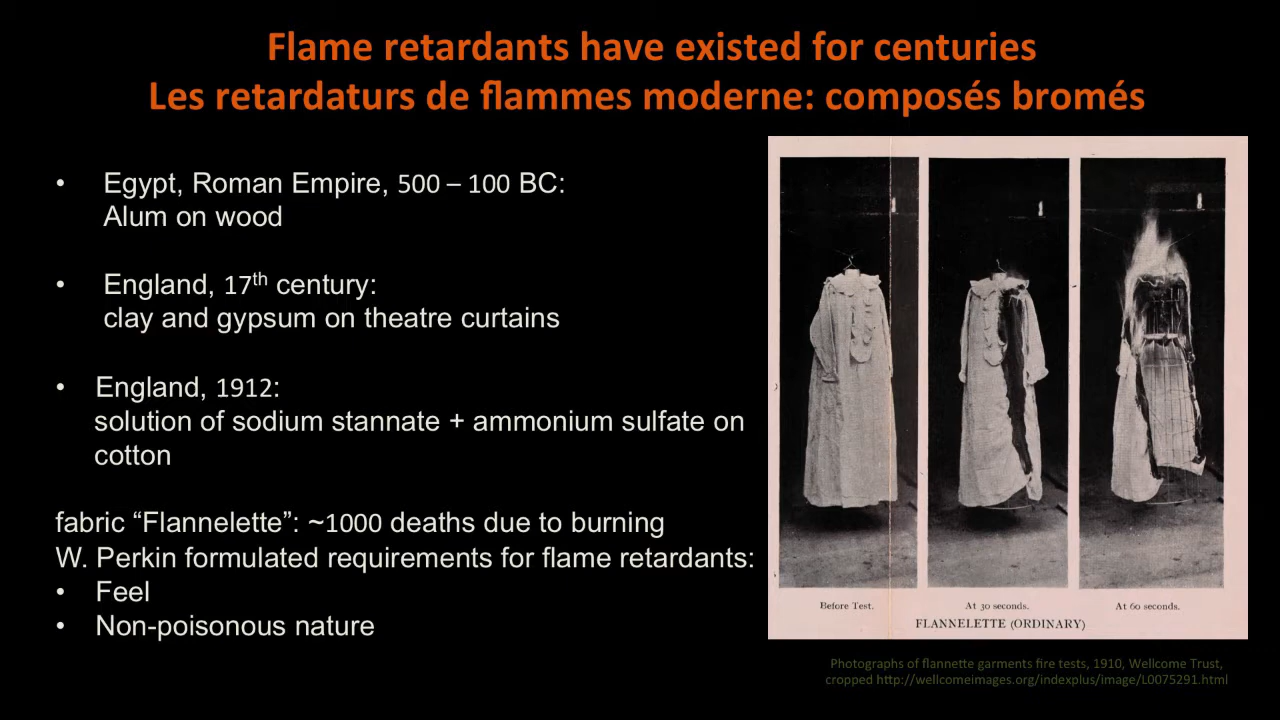 Flame retardants have existed for centuries
Les retardaturs de flammes moderne: composés bromés
• Egypt, Roman Empire, 500 – 100 BC:
Alum on wood
• England, 17th century:
clay and gypsum on theatre curtains
• England, 1912:
solution of sodium stannate + ammonium sulfate on
cotton
fabric “Flannelette”: ~1000 deaths due to burning
W. Perkin formulated requirements for flame retardants:
• Feel
• Non-poisonous nature
Before Test. At 30 seconds. At 60 seconds.
FLANNELETTE (ORDINARY)
Photographs of flannette garments fire tests, 1910, Wellcome Trust,
cropped http://wellcomeimages.org/indexplus/image/L0075291.html